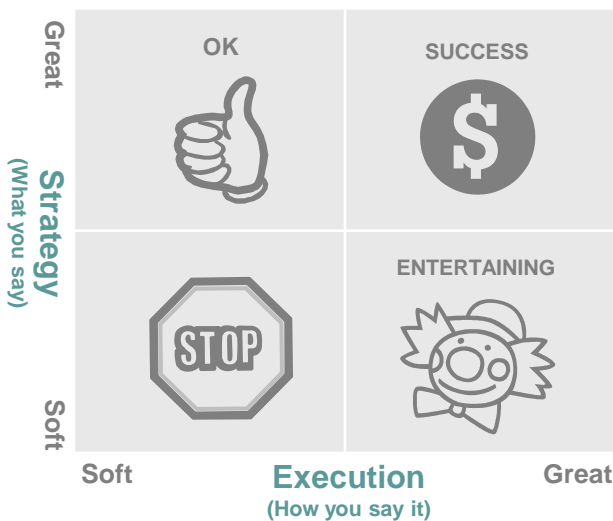 Great
Strategy
(What you say)
Soft
OK
SUCCESS
$
STOP
ENTERTAINING
Soft
Execution
(How you say it)
Great